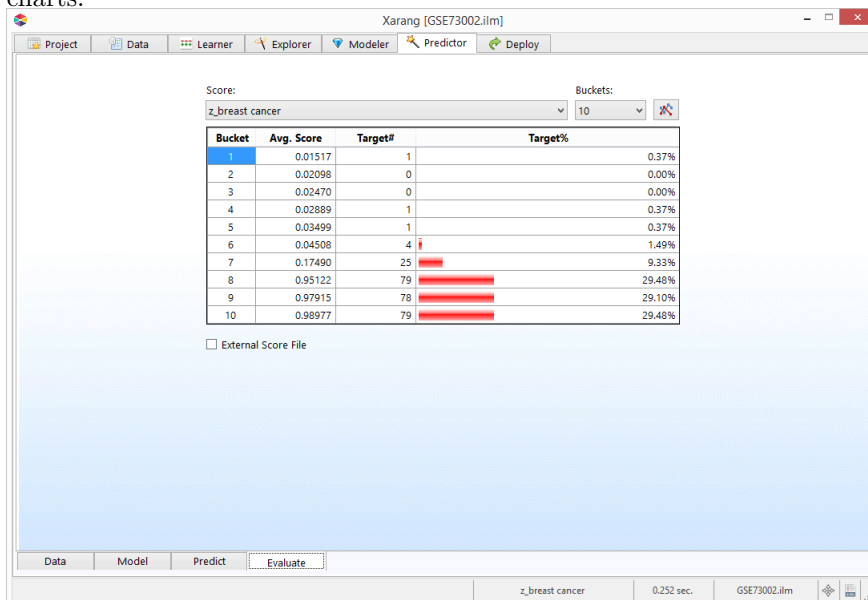 charts.
Xarang [GSE73002.ilm]
Project Data Learner Explorer Modeler Predictor Deploy
Score: Buckets:
z_breast cancer 10
Bucket Avg. Score Target# Target%
1 0.01517 1 0.37%
2 0.02098 0 0.00%
3 0.02470 0 0.00%
4 0.02889 1 0.37%
5 0.03499 1 0.37%
6 0.04508 4 1.49%
7 0.17490 25 9.33%
8 0.95122 79 29.48%
9 0.97915 78 29.10%
10 0.98977 79 29.48%
External Score File
Data Model Predict Evaluate
z_breast cancer 0.252 sec. GSE73002.ilm